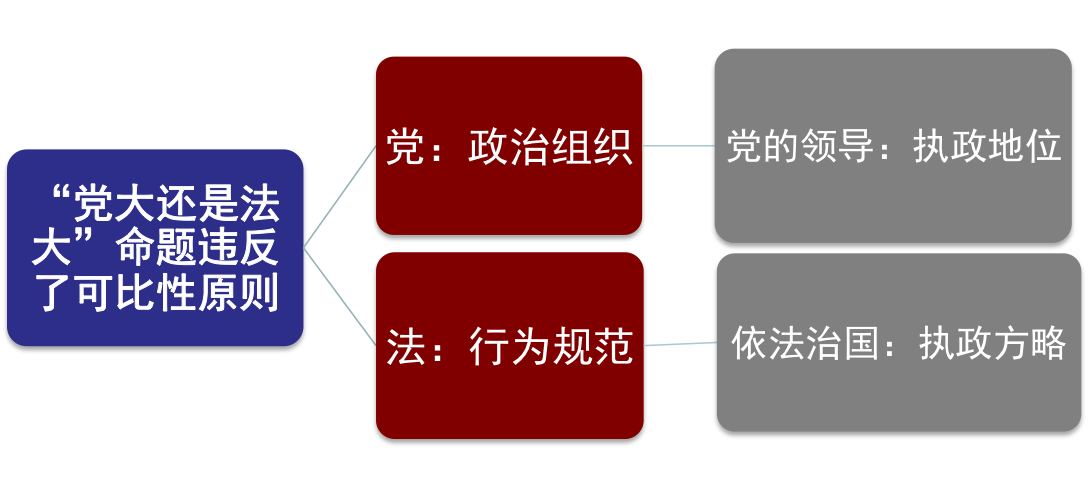 “党大还是法
大”命题违反
了可比性原则
党：政治组织
党的领导：执政地位
法：行为规范
依法治国：执政方略